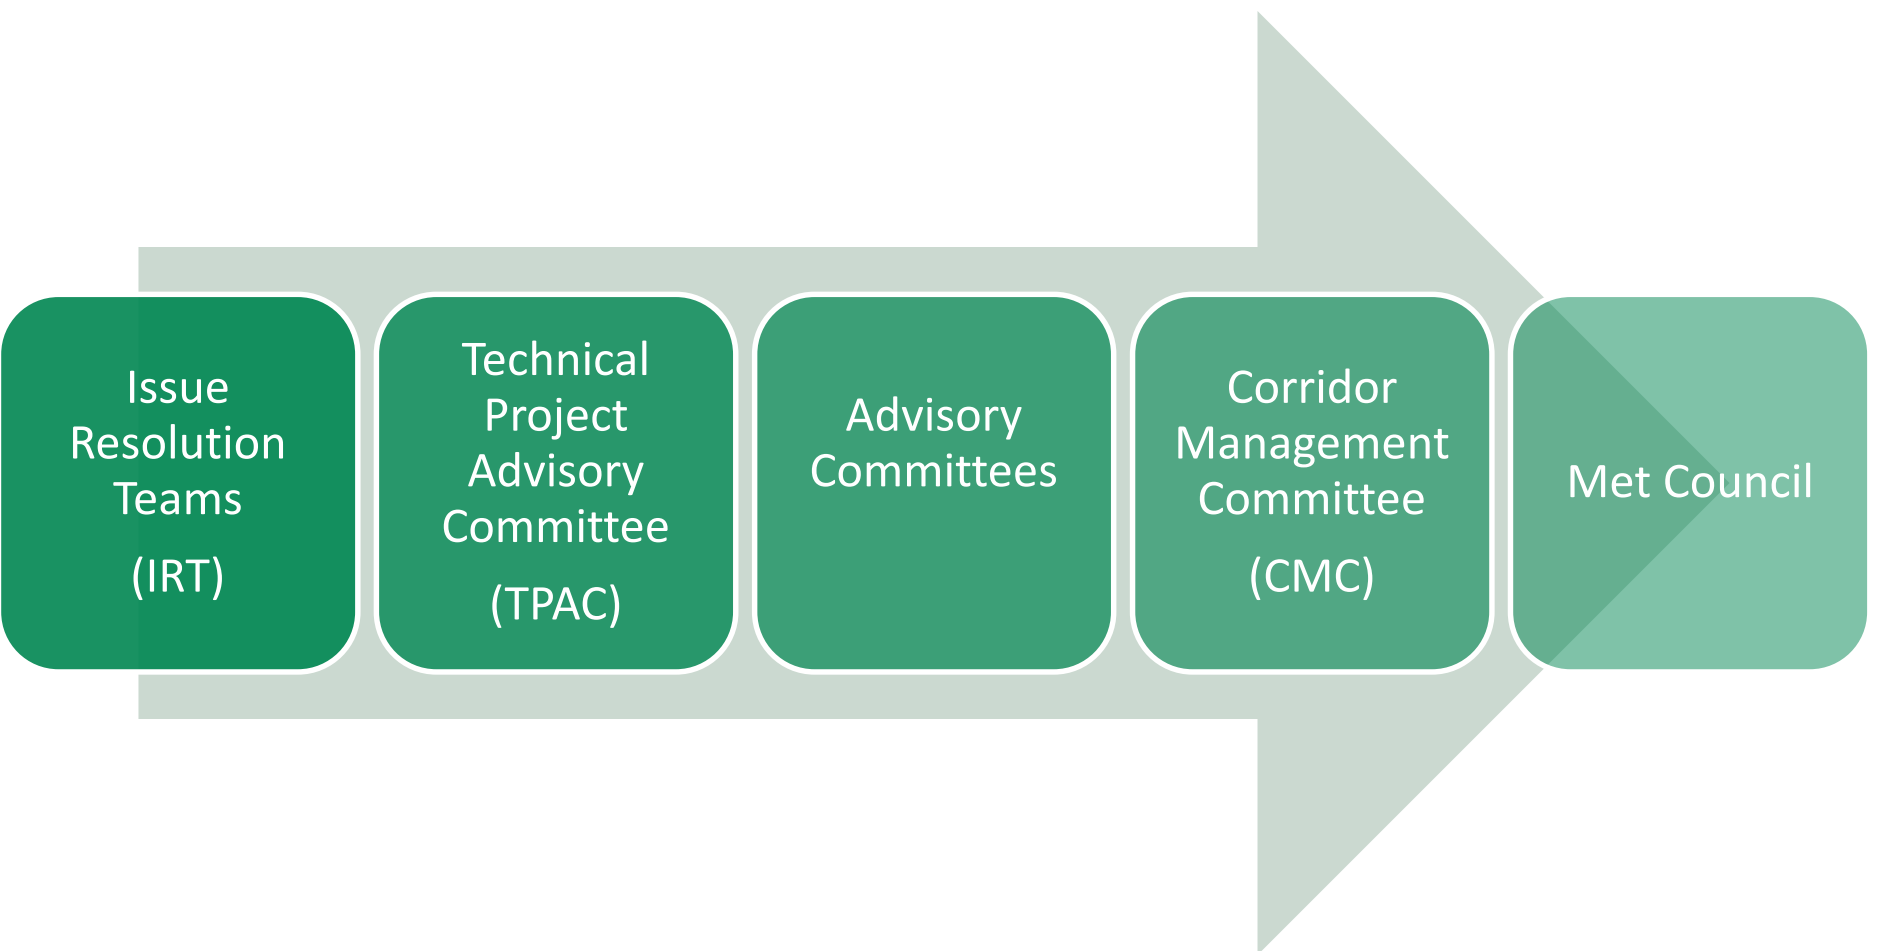 Issue
Resolution
Teams
(IRT)
Technical
Project
Advisory
Committee
(TPAC)
Advisory
Committees
Corridor
Management
Committee
(CMC)
Met Council